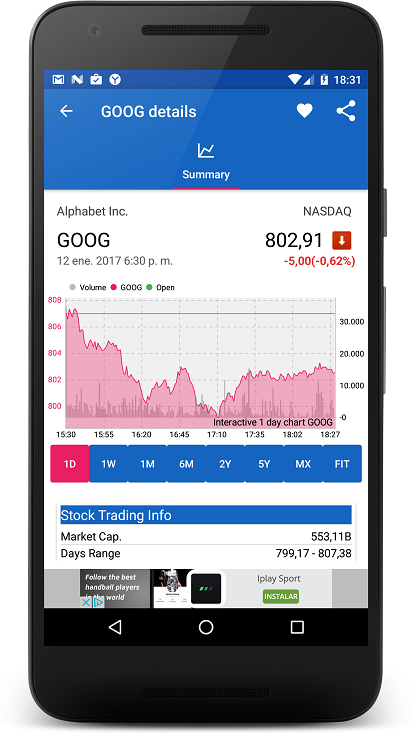 18:31
GOOG details
Summary
Alphabet Inc. NASDAQ
GOOG 802,91
12 ene. 2017 6:30 p. m. -5,00(-0,62%)
Volume GOOG Open
808
806
804
802
800
30.000
20.000
10.000
-0
Interactive 1 day chart GOOG
15:30 15:55 16:20 16:45 17:10 17:35 18:02 18:27
1D 1W 1M 6M 2Y 5Y MX FIT
Stock Trading Info
Market Cap. 553,11B
Days Range 799,17 - 807,38
Follow the best
handball players
in the world
Iplay Sport
INSTALAR